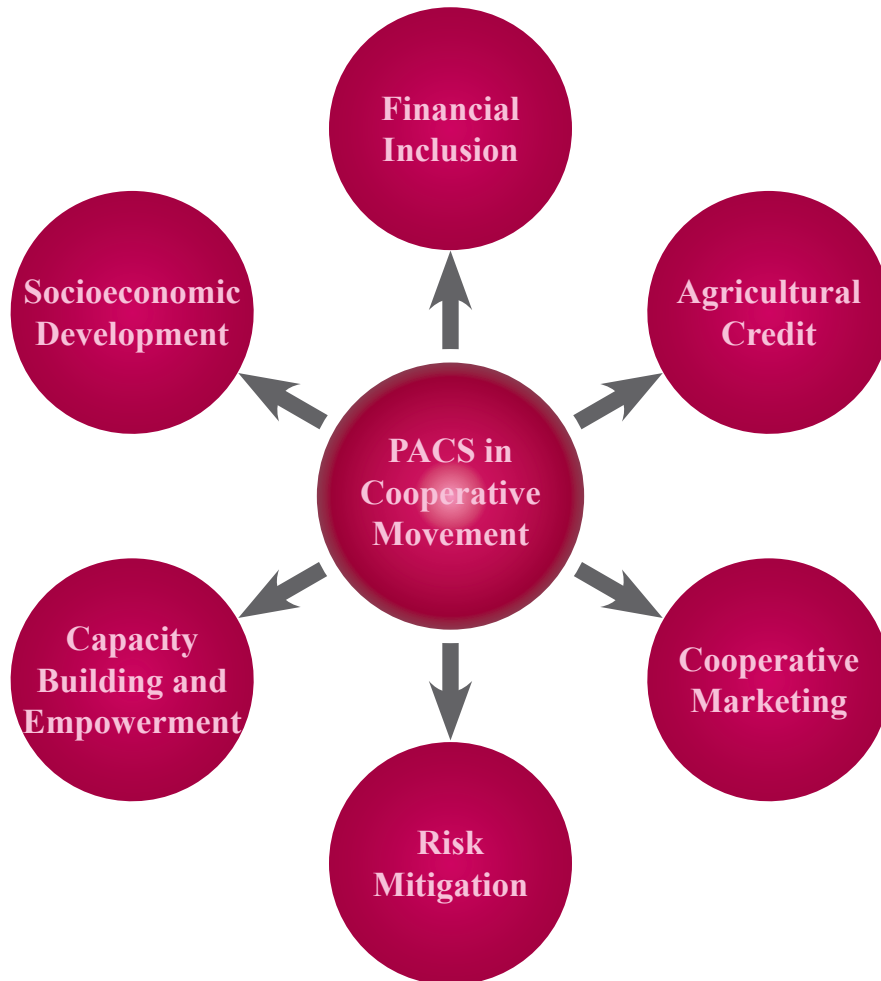 Financial
Inclusion
Socioeconomic
Development
Agricultural
Credit
PACS in
Cooperative
Movement
Capacity
Building and
Empowerment
Cooperative
Marketing
Risk
Mitigation